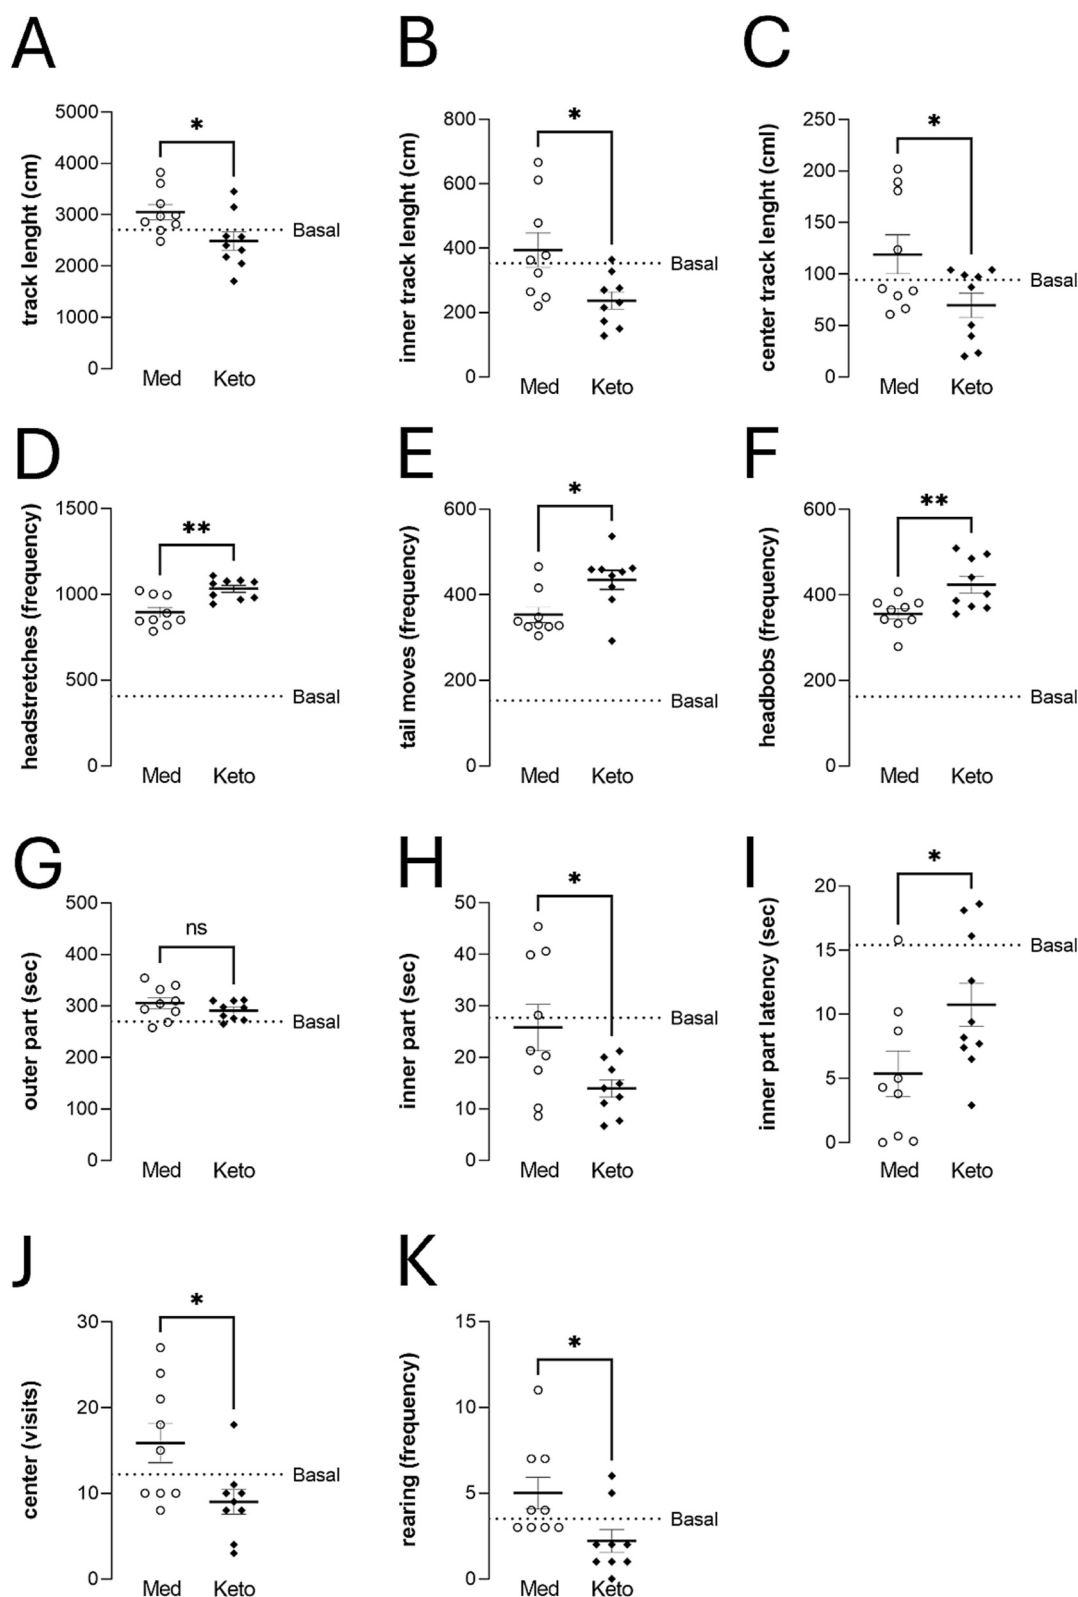 A
track lenght (cm)
5000
4000
3000
2000
1000
0
*
Basal
Med Keto
B
inner track lenght (cm)
800
600
400
200
0
*
Basal
Med Keto
C
center track lenght (cml
250
200
150
100
50
0
*
Basal
Med Keto
D
headstretches (frequency)
1500
1000
500
0
**
Basal
Med Keto
E
tail moves (frequency)
600
400
200
0
*
Basal
Med Keto
F
headbobs (frequency)
600
400
200
0
**
Basal
Med Keto
G
outer part (sec)
500
400
300
200
100
0
ns
Basal
Med Keto
H
inner part (sec)
50
40
30
20
10
0
*
Basal
Med Keto
I
inner part latency (sec)
20
15
10
5
0
*
Basal
Med Keto
J
center (visits)
30
20
10
0
*
Basal
Med Keto
K
rearing (frequency)
15
10
5
0
*
Basal
Med Keto